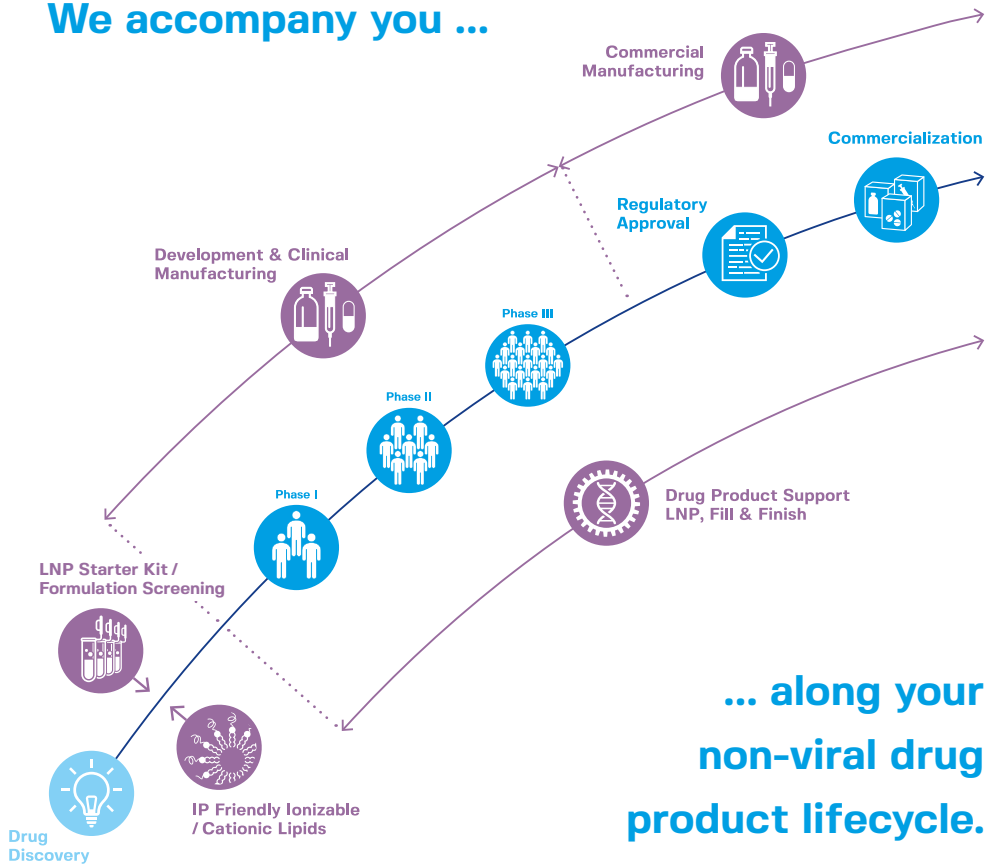 We accompany you ...
Commercial
Manufacturing
Commercialization
Regulatory
Approval
Development & Clinical
Manufacturing
Phase III
Phase II
Phase I
Drug Product Support
LNP, Fill & Finish
LNP Starter Kit /
Formulation Screening
IP Friendly Ionizable
/ Cationic Lipids
Drug
Discovery
... along your
non-viral drug
product lifecycle.